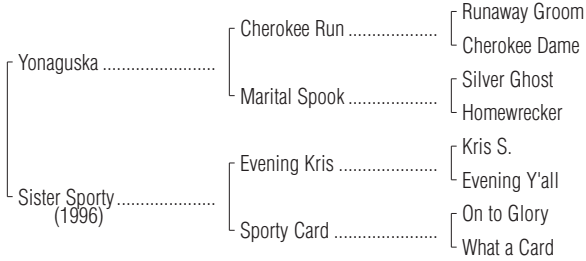 Runaway Groom
Cherokee Run ....................
Cherokee Dame
Yonaguska .........................
Silver Ghost
Marital Spook ....................
Homewrecker
Kris S.
Evening Kris ......................
Evening Y'all
Sister Sporty ......................
(1996)
On to Glory
Sporty Card .......................
What a Card